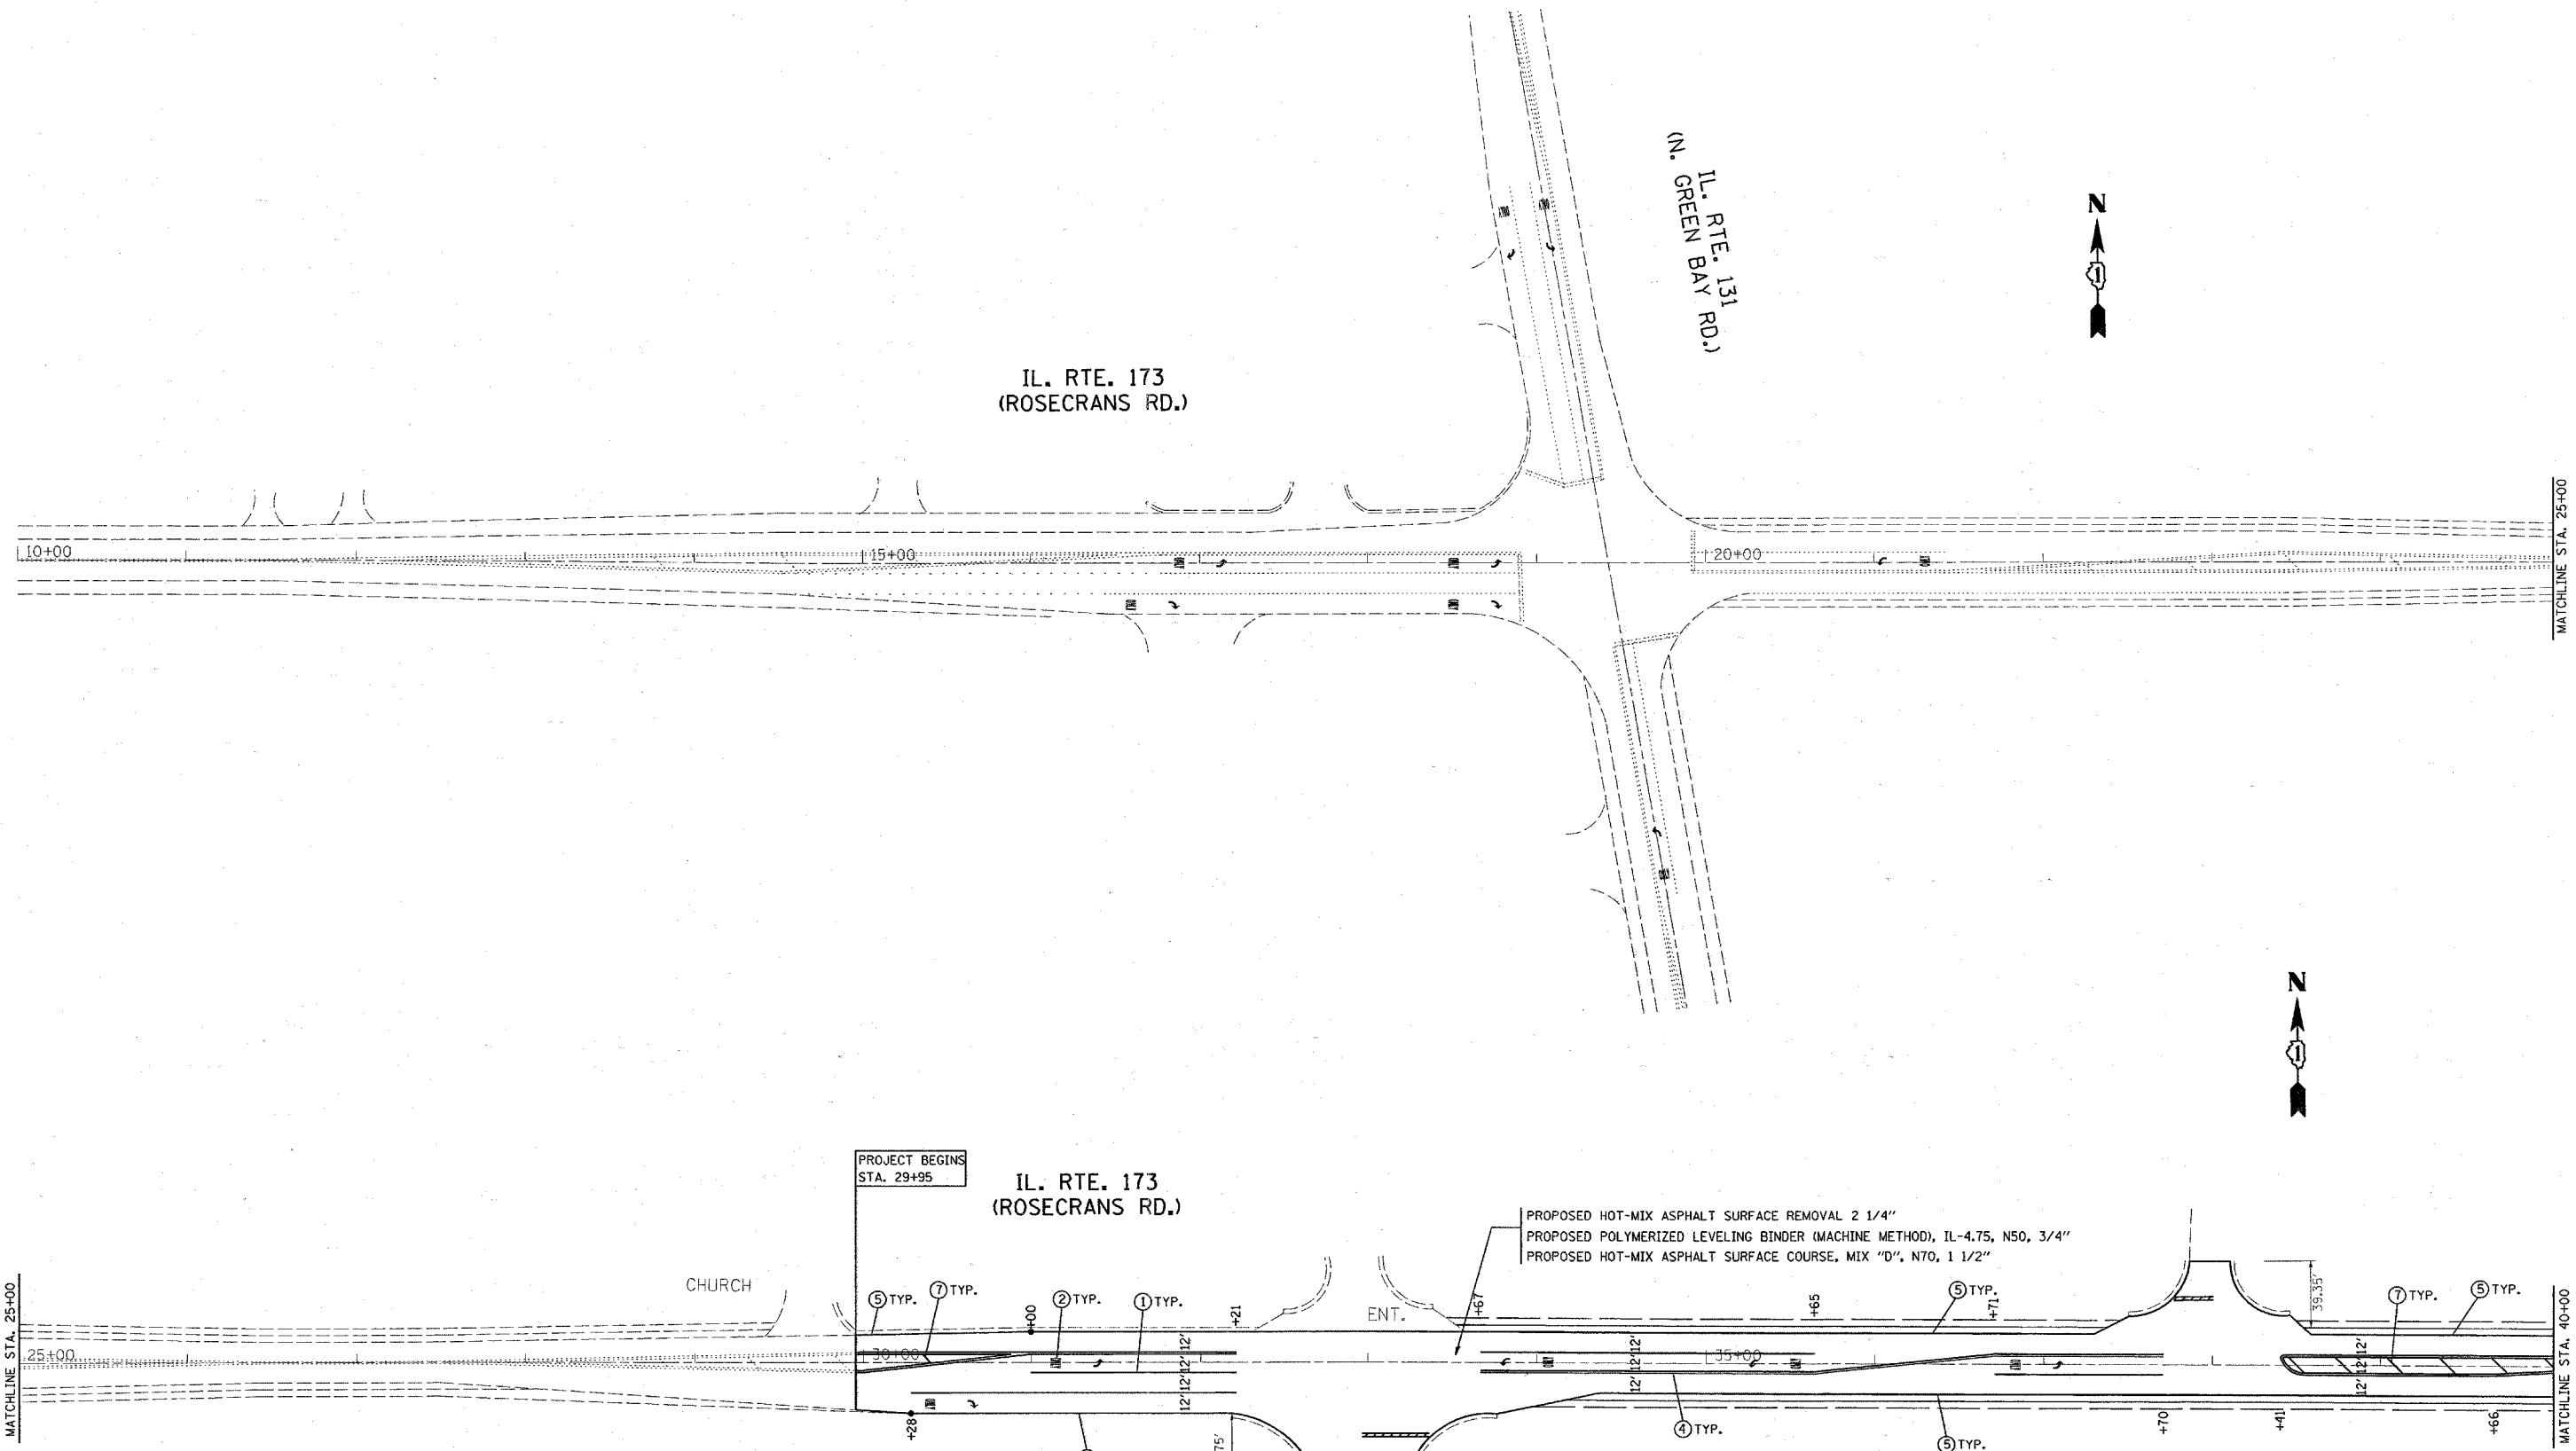 IL. RTE. 131
(N. GREEN BAY RD.)
N
1
IL. RTE. 173
(ROSECRANS RD.)
10+00
15+00
20+00
MATCHLINE STA. 25+00
N
1
PROJECT BEGINS
STA. 29+95
IL. RTE. 173
(ROSECRANS RD.)
PROPOSED HOT-MIX ASPHALT SURFACE REMOVAL 2 1/4"
PROPOSED POLYMERIZED LEVELING BINDER (MACHINE METHOD), IL-4.75, N50, 3/4"
PROPOSED HOT-MIX ASPHALT SURFACE COURSE, MIX "D", N70, 1 1/2"
MATCHLINE STA. 25+00
CHURCH
5 TYP.
7 TYP.
2 TYP.
1 TYP.
+00
+21
ENT.
+67
+65
+71
5 TYP.
39.35'
7 TYP.
5 TYP.
MATCHLINE STA. 40+00
25+00
30+00
35+00
12' 12' 12' 12'
12' 12' 12'
12' 12' 12'
+28
75'
4 TYP.
5 TYP.
+70
+41
+66